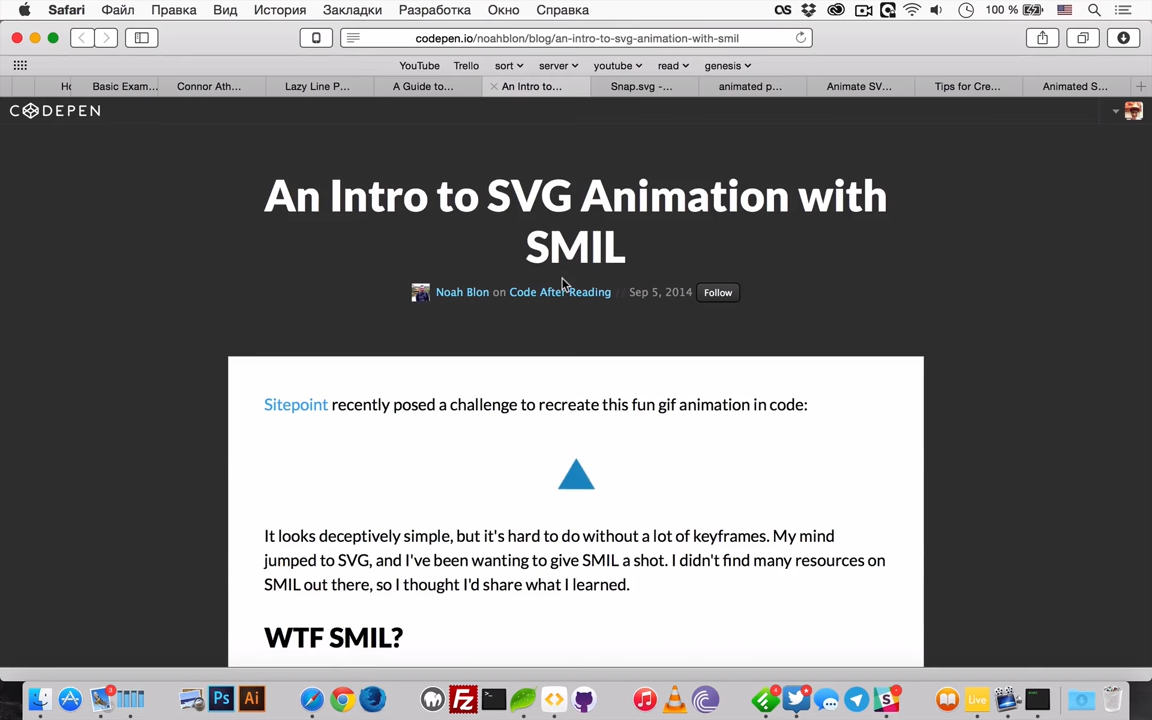 Safari Файл Правка Вид История Закладки Разработка Окно Справка 100 %
codepen.io/noahblon/blog/an-intro-to-svg-animation-with-smil
YouTube Trello sort server youtube read genesis
Basic Exam... Connor Ath... Lazy Line P... A Guide to... An Intro to... Snap.svg -... animated p... Animate SV... Tips for Cre... Animated S...
CODEPEN
An Intro to SVG Animation with
SMIL
Noah Blon on Code After Reading // Sep 5, 2014 Follow
Sitepoint recently posed a challenge to recreate this fun gif animation in code:
It looks deceptively simple, but it's hard to do without a lot of keyframes. My mind
jumped to SVG, and I've been wanting to give SMIL a shot. I didn't find many resources on
SMIL out there, so I thought I'd share what I learned.
WTF SMIL?
Ps Ai Fz Live